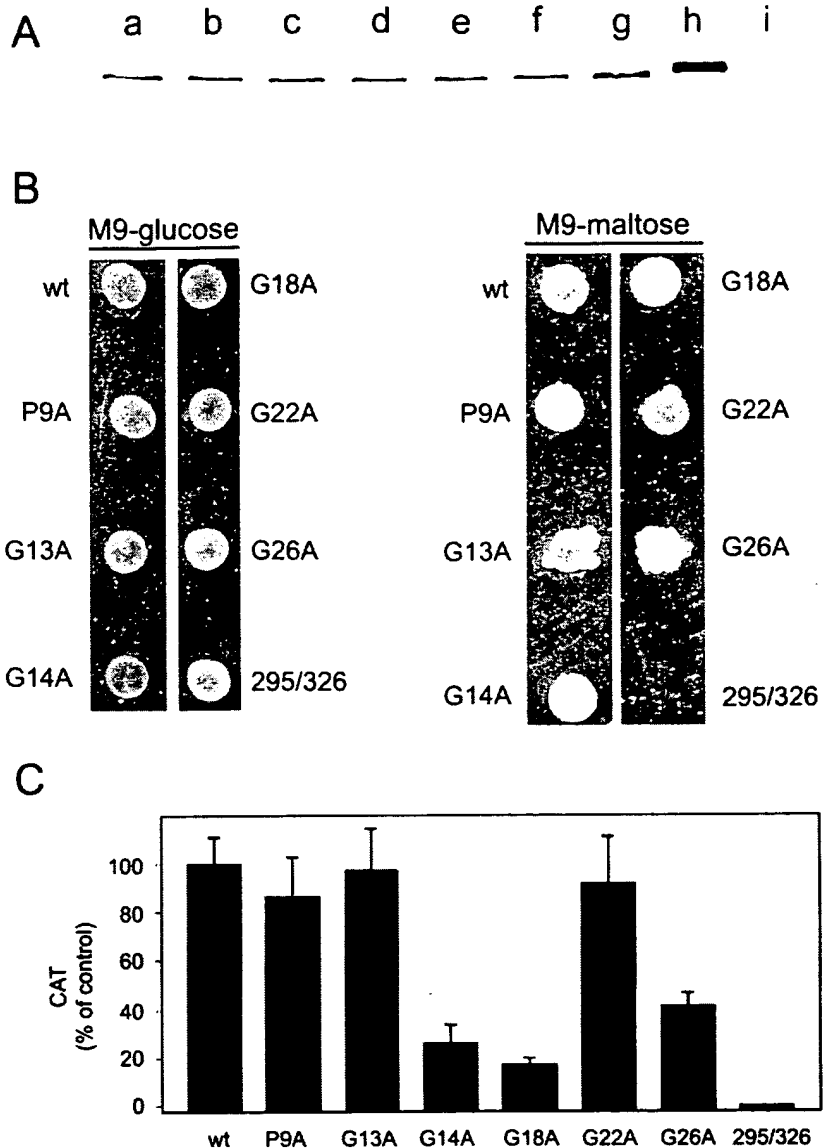 A
a b c d e f g h i
B
M9-glucose
M9-maltose
wt
G18A
wt
G18A
P9A
G22A
P9A
G22A
G13A
G26A
G13A
G26A
G14A
295/326
G14A
295/326
C
CAT
(% of control)
100
80
60
40
20
0
wt P9A G13A G14A G18A G22A G26A 295/326